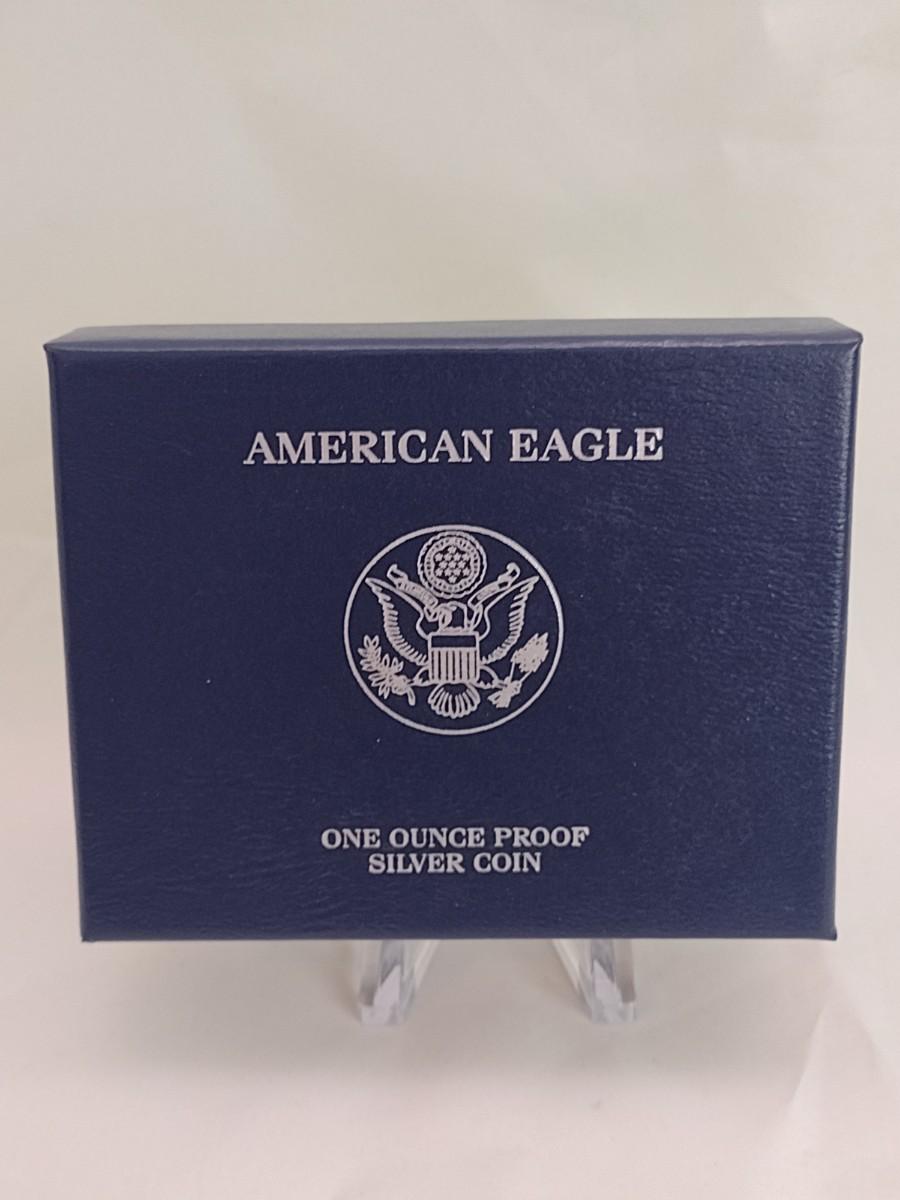 AMERICAN EAGLE
ONE OUNCE PROOF
SILVER COIN